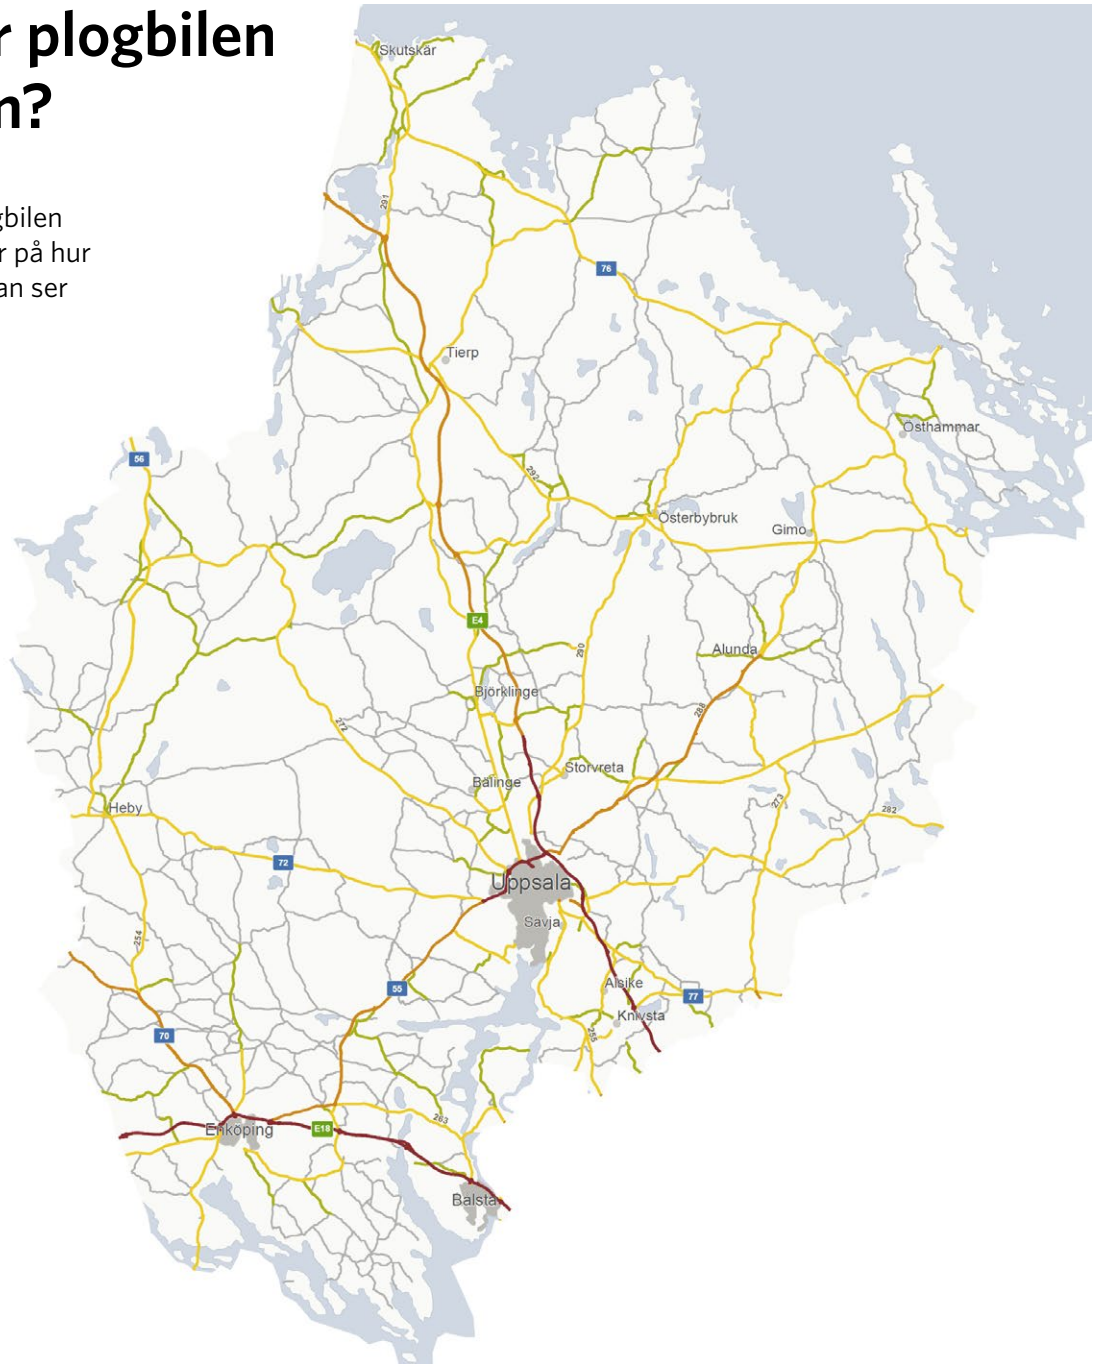 r plogbilen
n?
gbilen
r på hur
an ser
Skutskär
291
76
Tierp
Östhammar
56
292
Österbybruk
Gimo
E4
290
Alunda
Björklinge
288
272
Storvreta
Bälinge
273
Heby
282
72
Uppsala
Sävja
254
Alsike
55
77
Knivsta
70
255
263
E18
Enköping
Bålsta